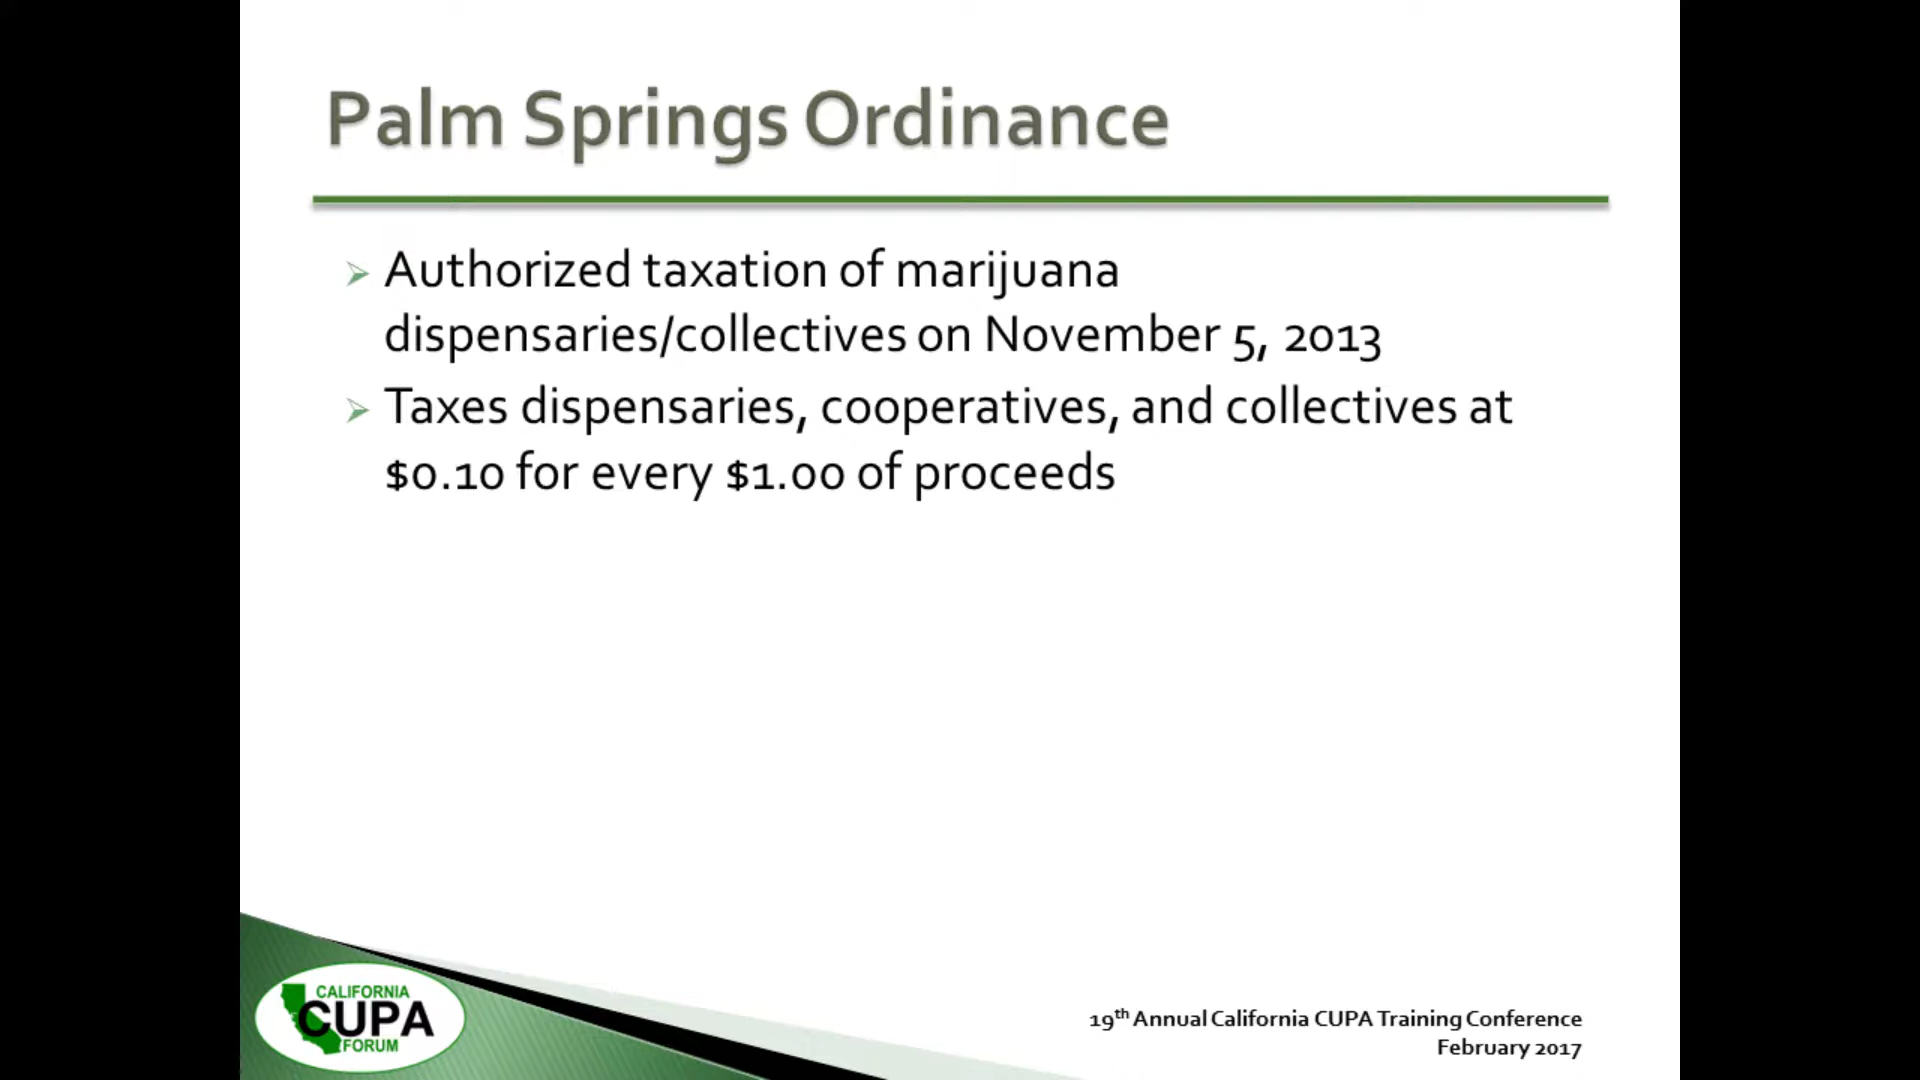 Palm Springs Ordinance
➢ Authorized taxation of marijuana
dispensaries/collectives on November 5, 2013
➢ Taxes dispensaries, cooperatives, and collectives at
$0.10 for every $1.00 of proceeds
CALIFORNIA
CUPA
FORUM
19th Annual California CUPA Training Conference
February 2017